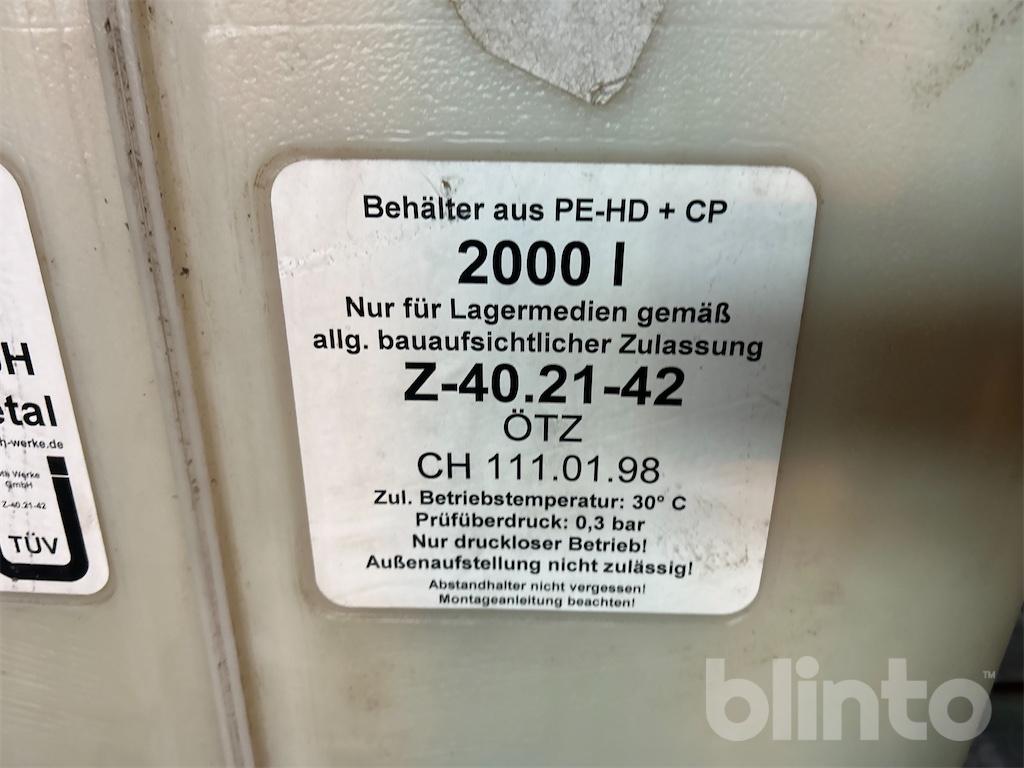 Behälter aus PE-HD + CP
2000 l
Nur für Lagermedien gemäß
allg. bauaufsichtlicher Zulassung
Z-40.21-42
ÖTZ
CH 111.01.98
Zul. Betriebstemperatur: 30° C
Prüfüberdruck: 0,3 bar
Nur druckloser Betrieb!
Außenaufstellung nicht zulässig!
Abstandhalter nicht vergessen!
Montageanleitung beachten!
etal
h-werke.de
Werke
GmbH
Z-40.21-42
TÜV
blinto™